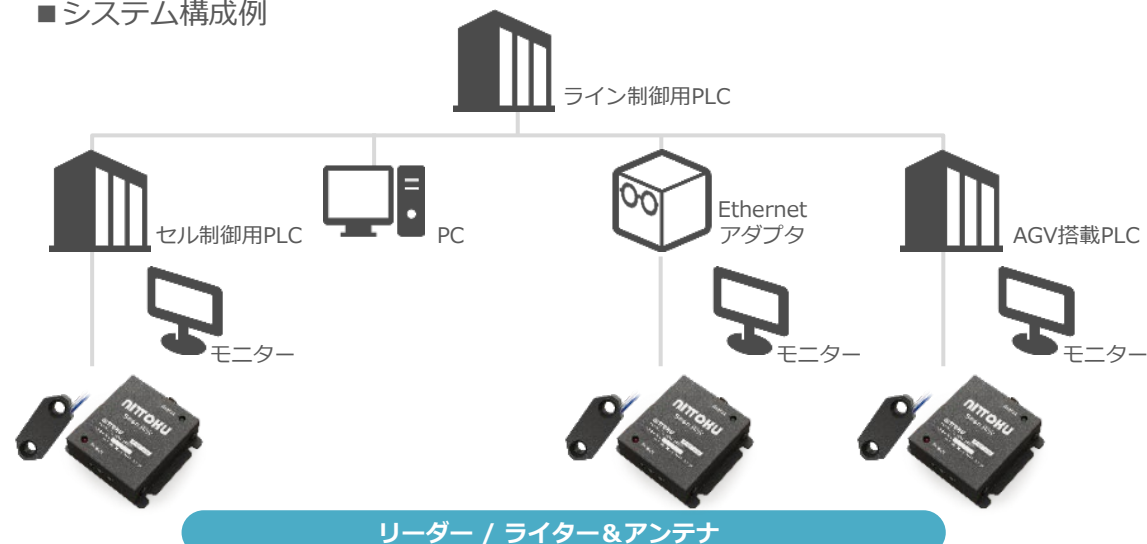 ■システム構成例
ライン制御用PLC
セル制御用PLC
PC
Ethernet
アダプタ
AGV搭載PLC
モニター
モニター
モニター
NITTOKU
NITTOKU
NITTOKU
リーダー / ライター&アンテナ